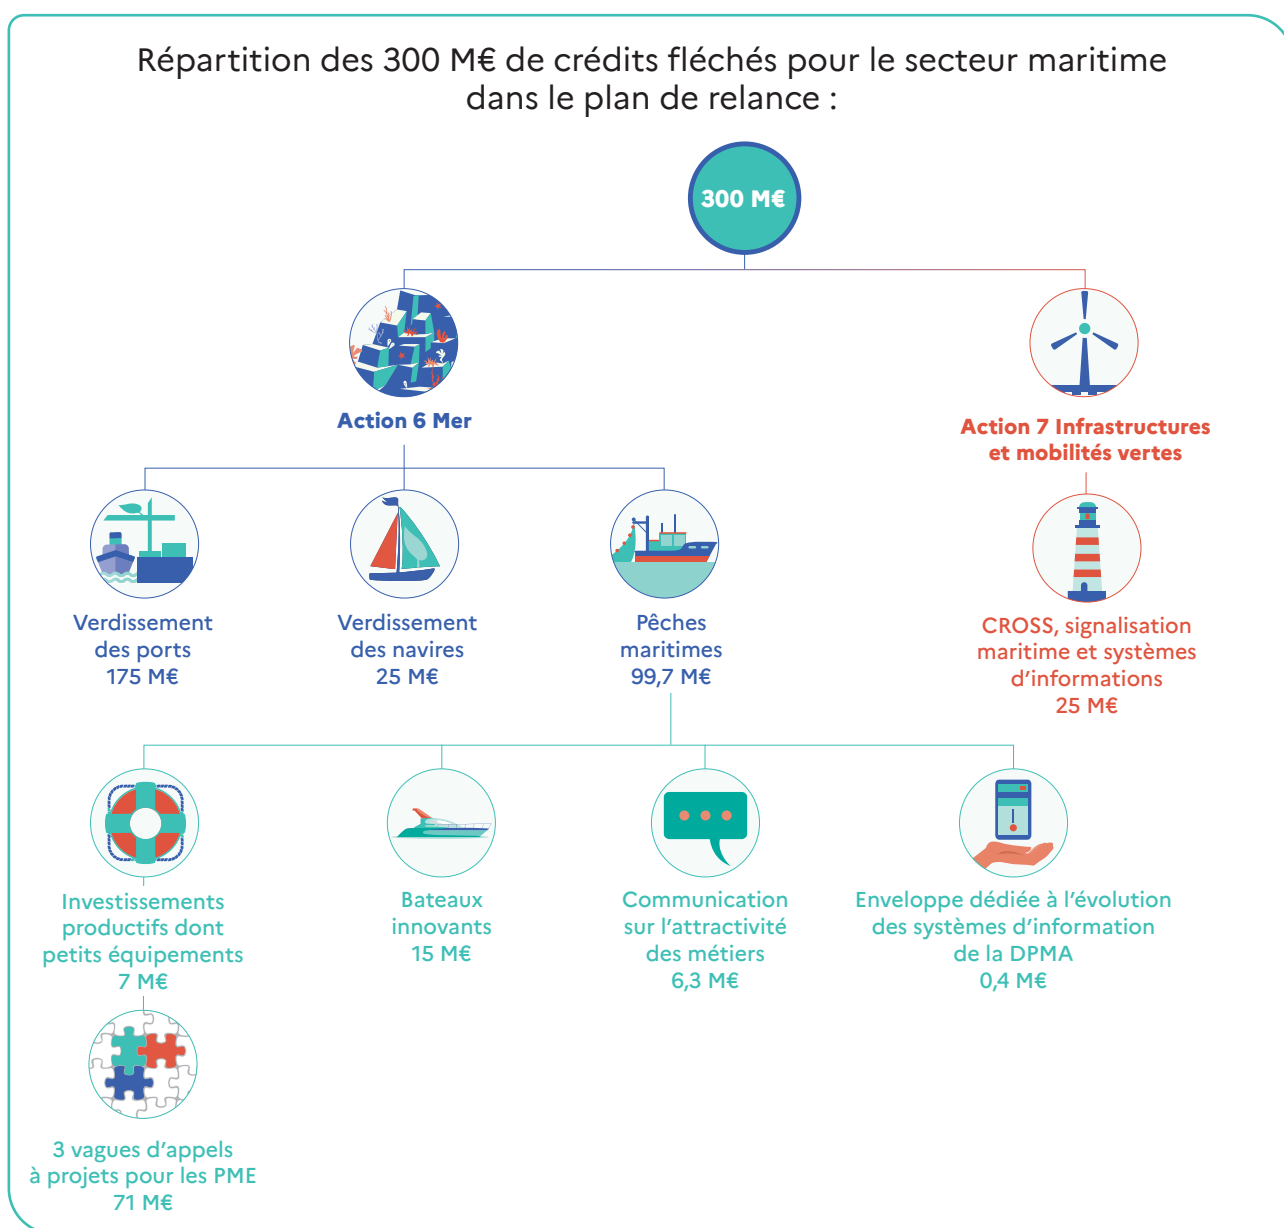 Répartition des 300 M€ de crédits fléchés pour le secteur maritime
dans le plan de relance :
300 M€
Action 6 Mer
Action 7 Infrastructures
et mobilités vertes
Verdissement
des ports
175 M€
Verdissement
des navires
25 M€
Pêches
maritimes
99,7 M€
CROSS, signalisation
maritime et systèmes
d’informations
25 M€
Investissements
productifs dont
petits équipements
7 M€
Bateaux
innovants
15 M€
Communication
sur l’attractivité
des métiers
6,3 M€
Enveloppe dédiée à l’évolution
des systèmes d’information
de la DPMA
0,4 M€
3 vagues d’appels
à projets pour les PME
71 M€